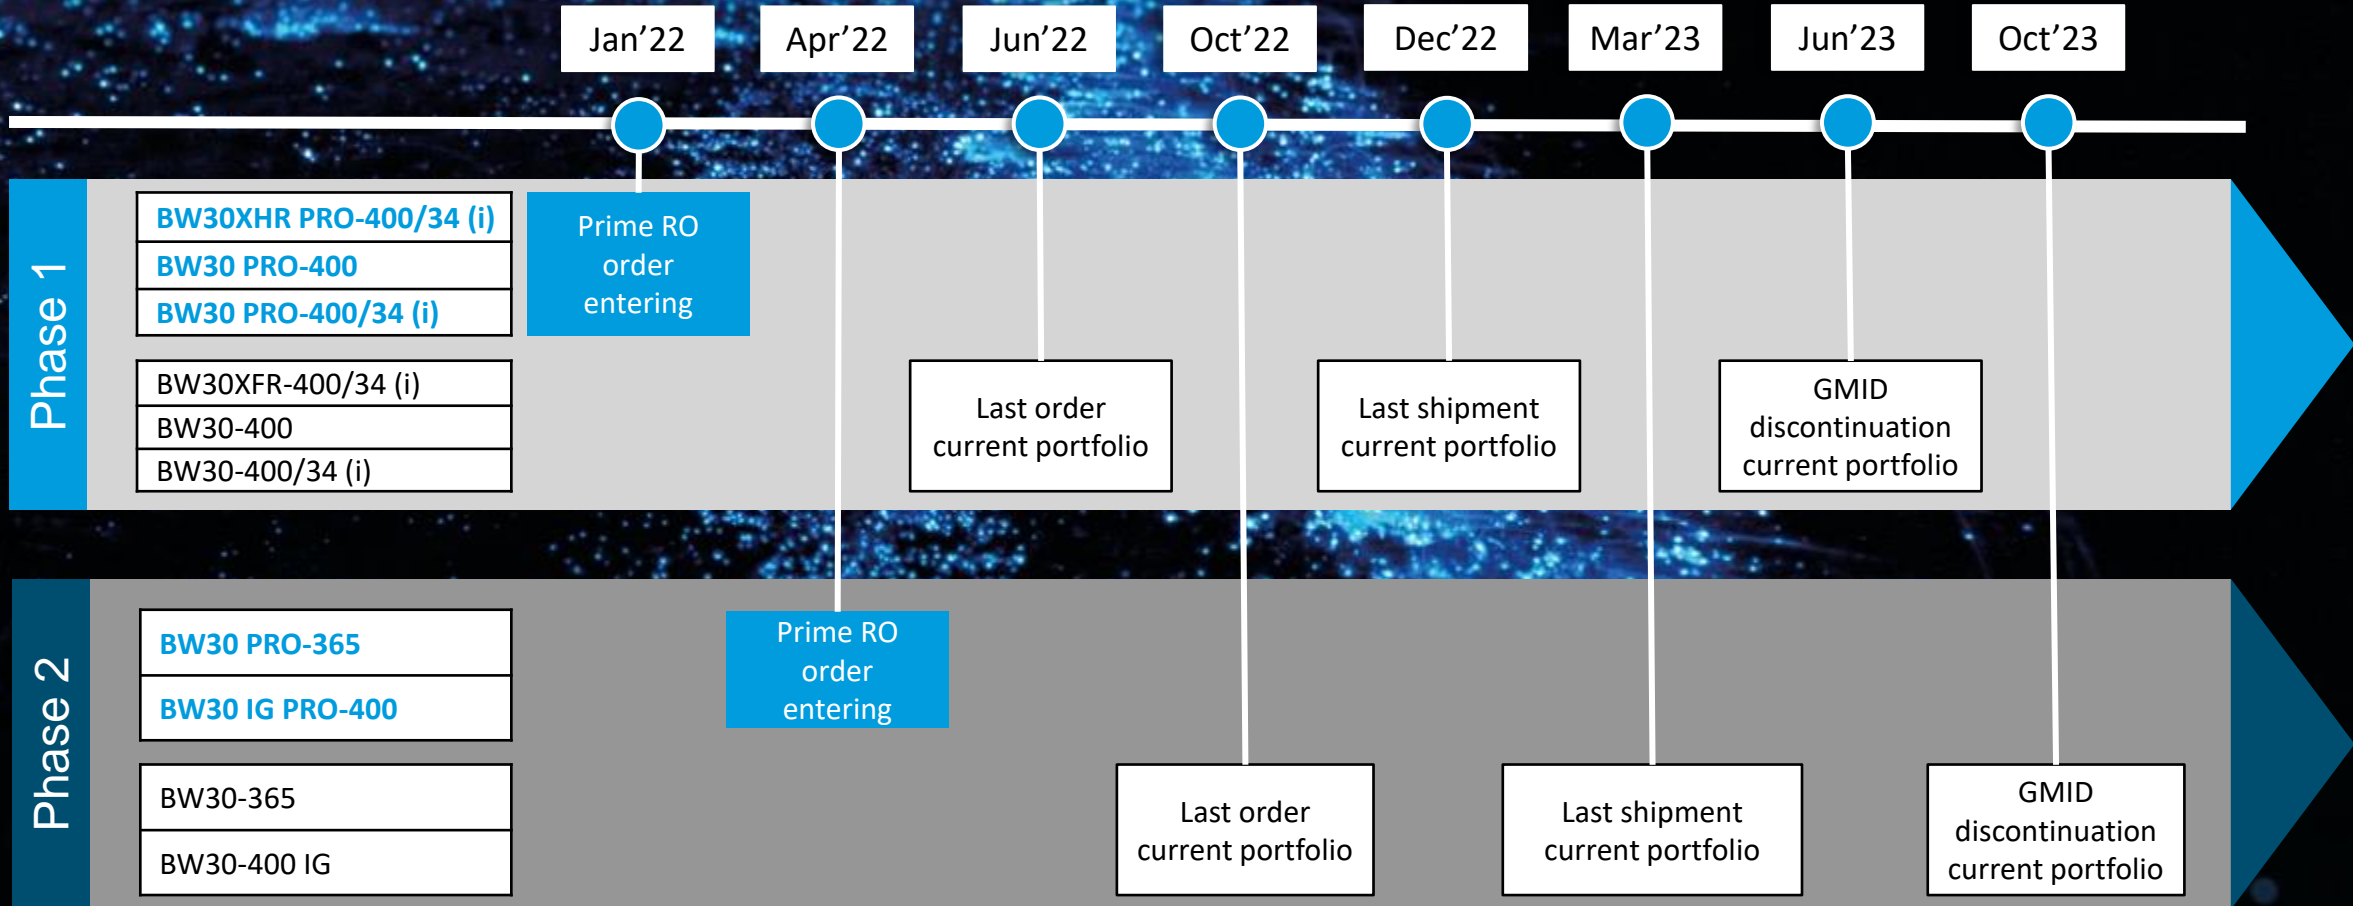 Jan’22
Apr’22
Jun’22
Oct’22
Dec’22
Mar’23
Jun’23
Oct’23
Phase 1
BW30XHR PRO-400/34 (i)
BW30 PRO-400
BW30 PRO-400/34 (i)
Prime RO
order
entering
BW30XFR-400/34 (i)
BW30-400
BW30-400/34 (i)
Last order
current portfolio
Last shipment
current portfolio
GMID
discontinuation
current portfolio
Phase 2
BW30 PRO-365
BW30 IG PRO-400
Prime RO
order
entering
BW30-365
BW30-400 IG
Last order
current portfolio
Last shipment
current portfolio
GMID
discontinuation
current portfolio